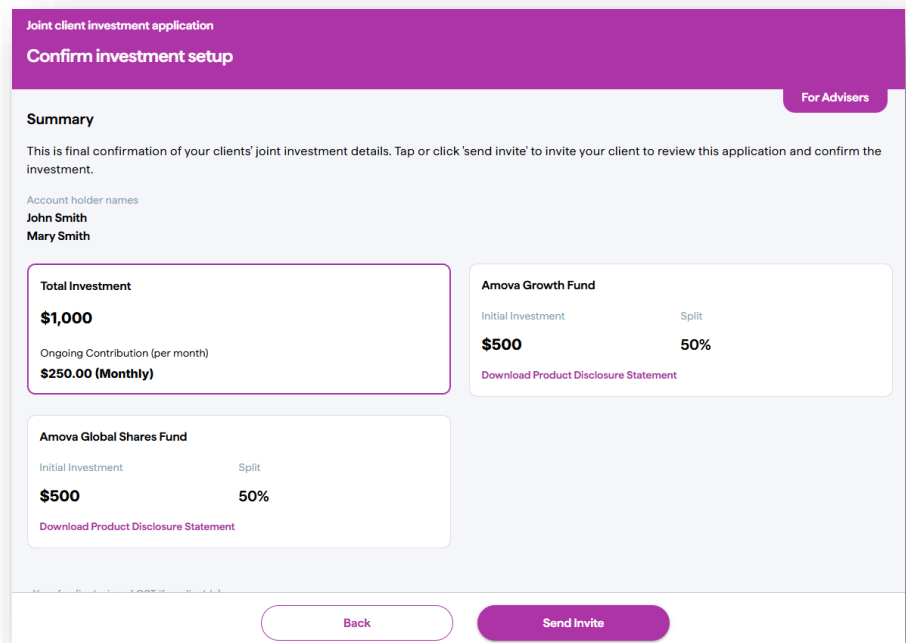 Joint client investment application
Confirm investment setup
For Advisers
Summary
This is final confirmation of your clients' joint investment details. Tap or click 'send invite' to invite your client to review this application and confirm the
investment.
Account holder names
John Smith
Mary Smith
Total Investment
$1,000
Ongoing Contribution (per month)
$250.00 (Monthly)
Amova Growth Fund
Initial Investment Split
$500 50%
Download Product Disclosure Statement
Amova Global Shares Fund
Initial Investment Split
$500 50%
Download Product Disclosure Statement
Back
Send Invite